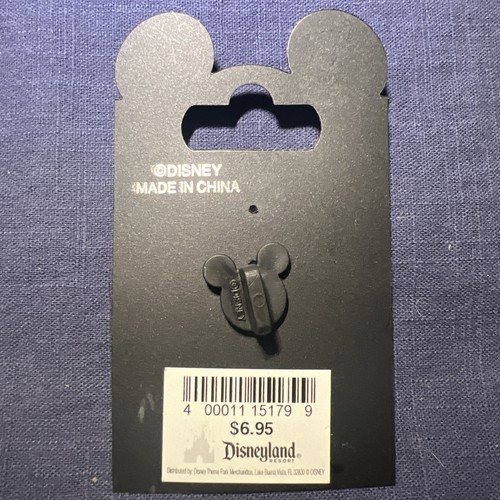 ©DISNEY
MADE IN CHINA
©DISNEY
4 00011 15179 9
$6.95
Disneyland
RESORT
Distributed by: Disney Theme Park Merchandise, Lake Buena Vista, FL 32830 © DISNEY